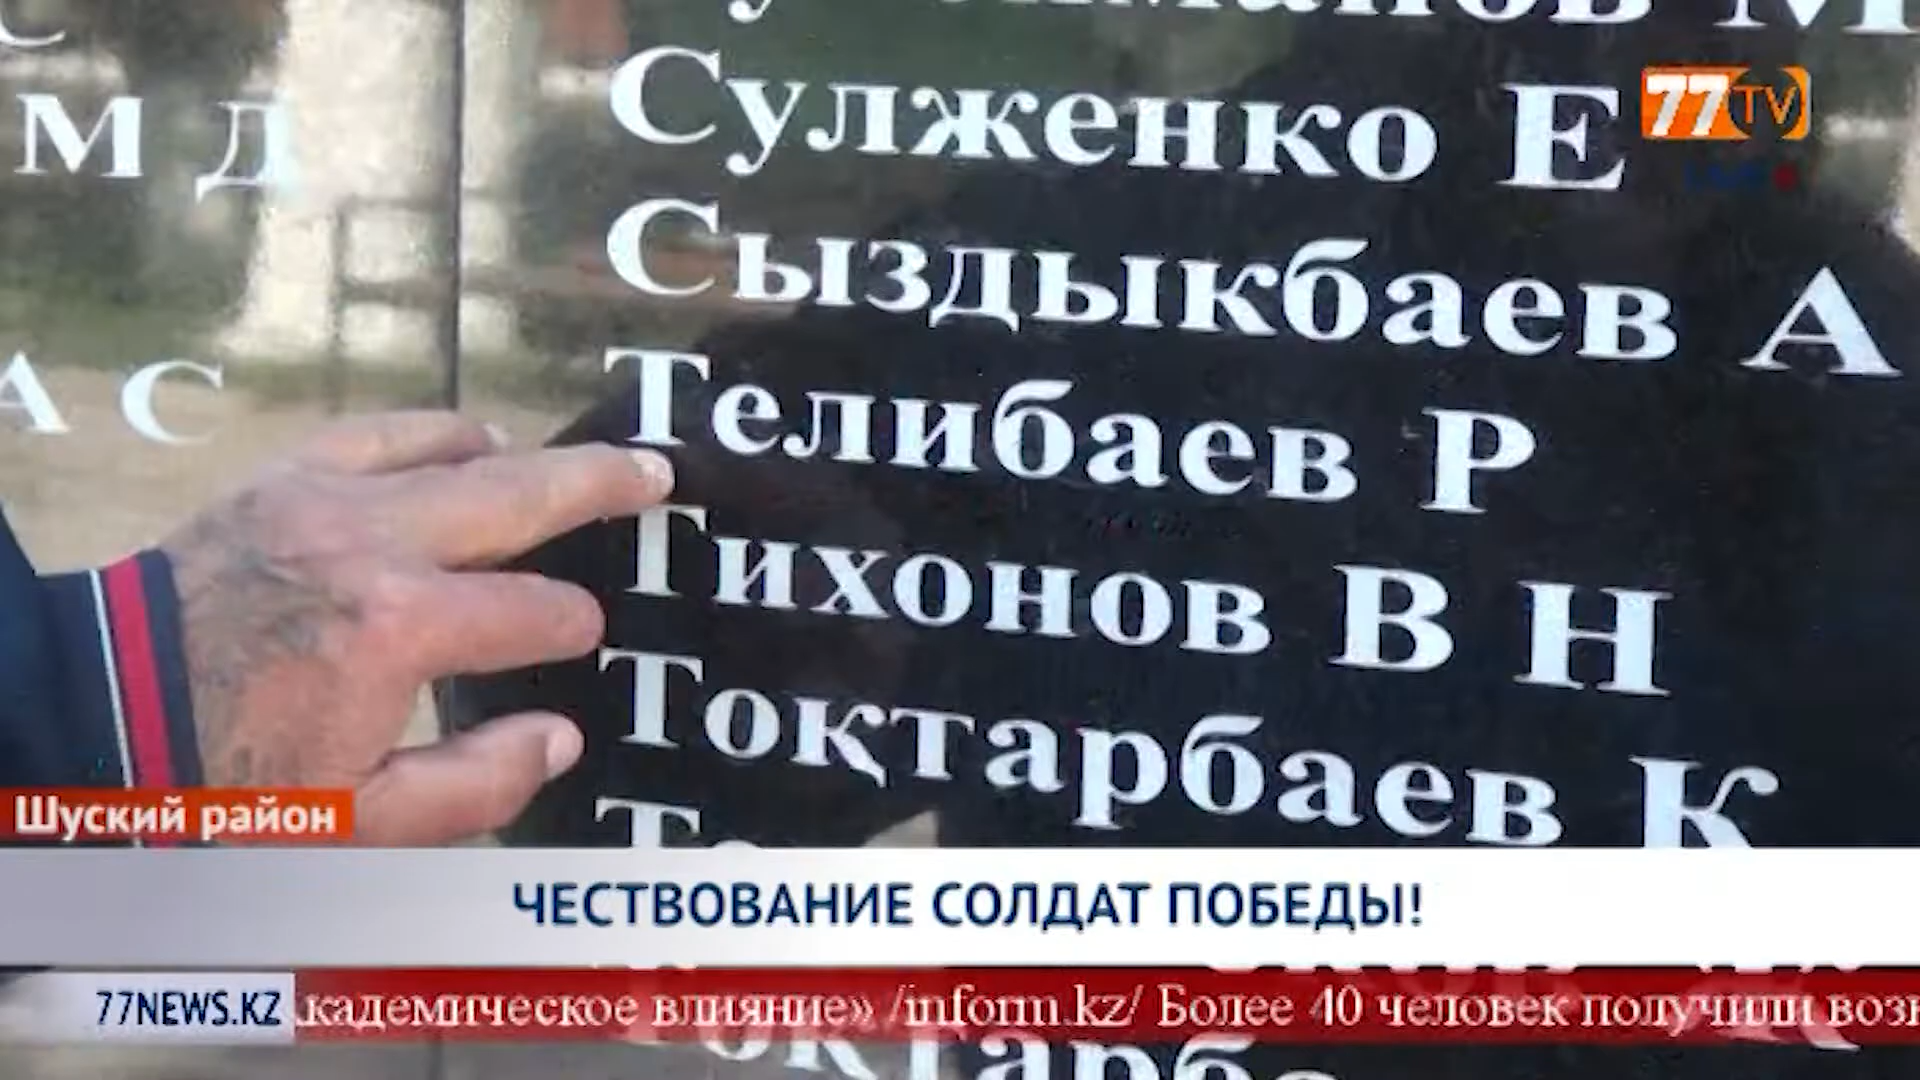 М Д
А С
Сулженко Е
Сыздыкбаев А
Телибаев Р
Тихонов В Н
Тоқтарбаев К
77TV
Шуский район
ЧЕСТВОВАНИЕ СОЛДАТ ПОБЕДЫ!
77NEWS.KZ
кадемическое влияние» /inform.kz/ Более 40 человек получили возн